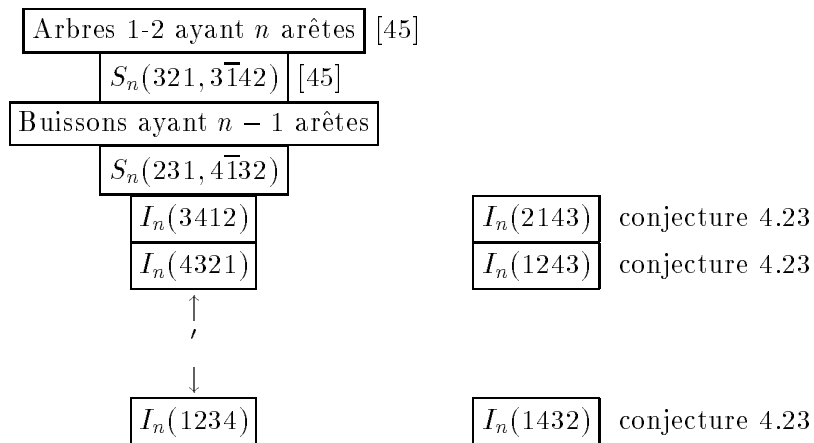 Arbres 1-2 ayant n arêtes [45]
S_n(321, 3\overline{1}42) [45]
Buissons ayant n − 1 arêtes
S_n(231, 4\overline{1}32)
I_n(3412) I_n(2143) conjecture 4.23
I_n(4321) I_n(1243) conjecture 4.23
↑
′
↓
I_n(1234) I_n(1432) conjecture 4.23